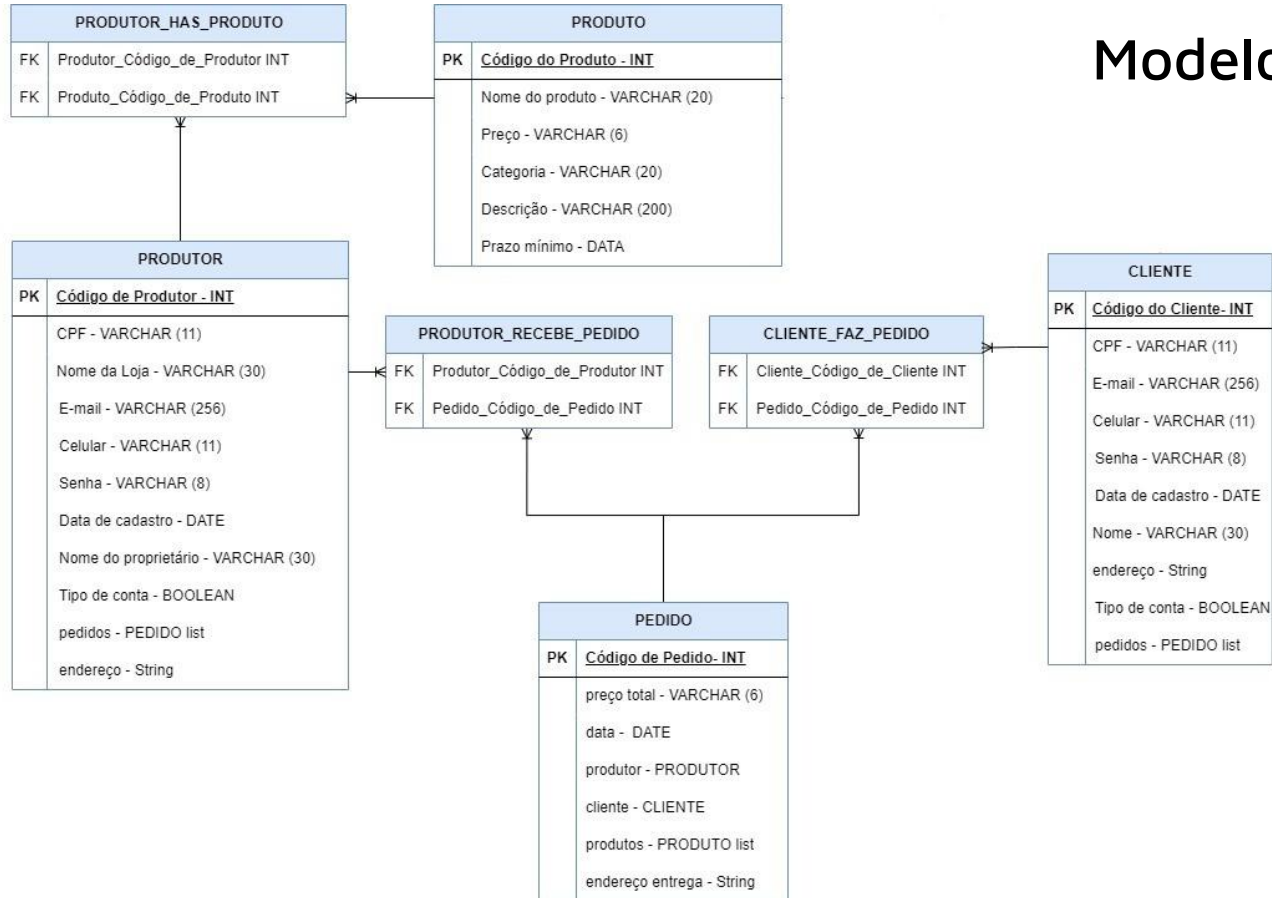 PRODUTOR_HAS_PRODUTO
FK Produtor_Código_de_Produtor INT
FK Produto_Código_de_Produto INT
PRODUTO
PK Código do Produto - INT
Nome do produto - VARCHAR (20)
Preço - VARCHAR (6)
Categoria - VARCHAR (20)
Descrição - VARCHAR (200)
Prazo mínimo - DATA
Modelo
PRODUTOR
PK Código de Produtor - INT
CPF - VARCHAR (11)
Nome da Loja - VARCHAR (30)
E-mail - VARCHAR (256)
Celular - VARCHAR (11)
Senha - VARCHAR (8)
Data de cadastro - DATE
Nome do proprietário - VARCHAR (30)
Tipo de conta - BOOLEAN
pedidos - PEDIDO list
endereço - String
PRODUTOR_RECEBE_PEDIDO
FK Produtor_Código_de_Produtor INT
FK Pedido_Código_de_Pedido INT
CLIENTE_FAZ_PEDIDO
FK Cliente_Código_de_Cliente INT
FK Pedido_Código_de_Pedido INT
CLIENTE
PK Código do Cliente- INT
CPF - VARCHAR (11)
E-mail - VARCHAR (256)
Celular - VARCHAR (11)
Senha - VARCHAR (8)
Data de cadastro - DATE
Nome - VARCHAR (30)
endereço - String
Tipo de conta - BOOLEAN
pedidos - PEDIDO list
PEDIDO
PK Código de Pedido- INT
preço total - VARCHAR (6)
data - DATE
produtor - PRODUTOR
cliente - CLIENTE
produtos - PRODUTO list
endereço entrega - String